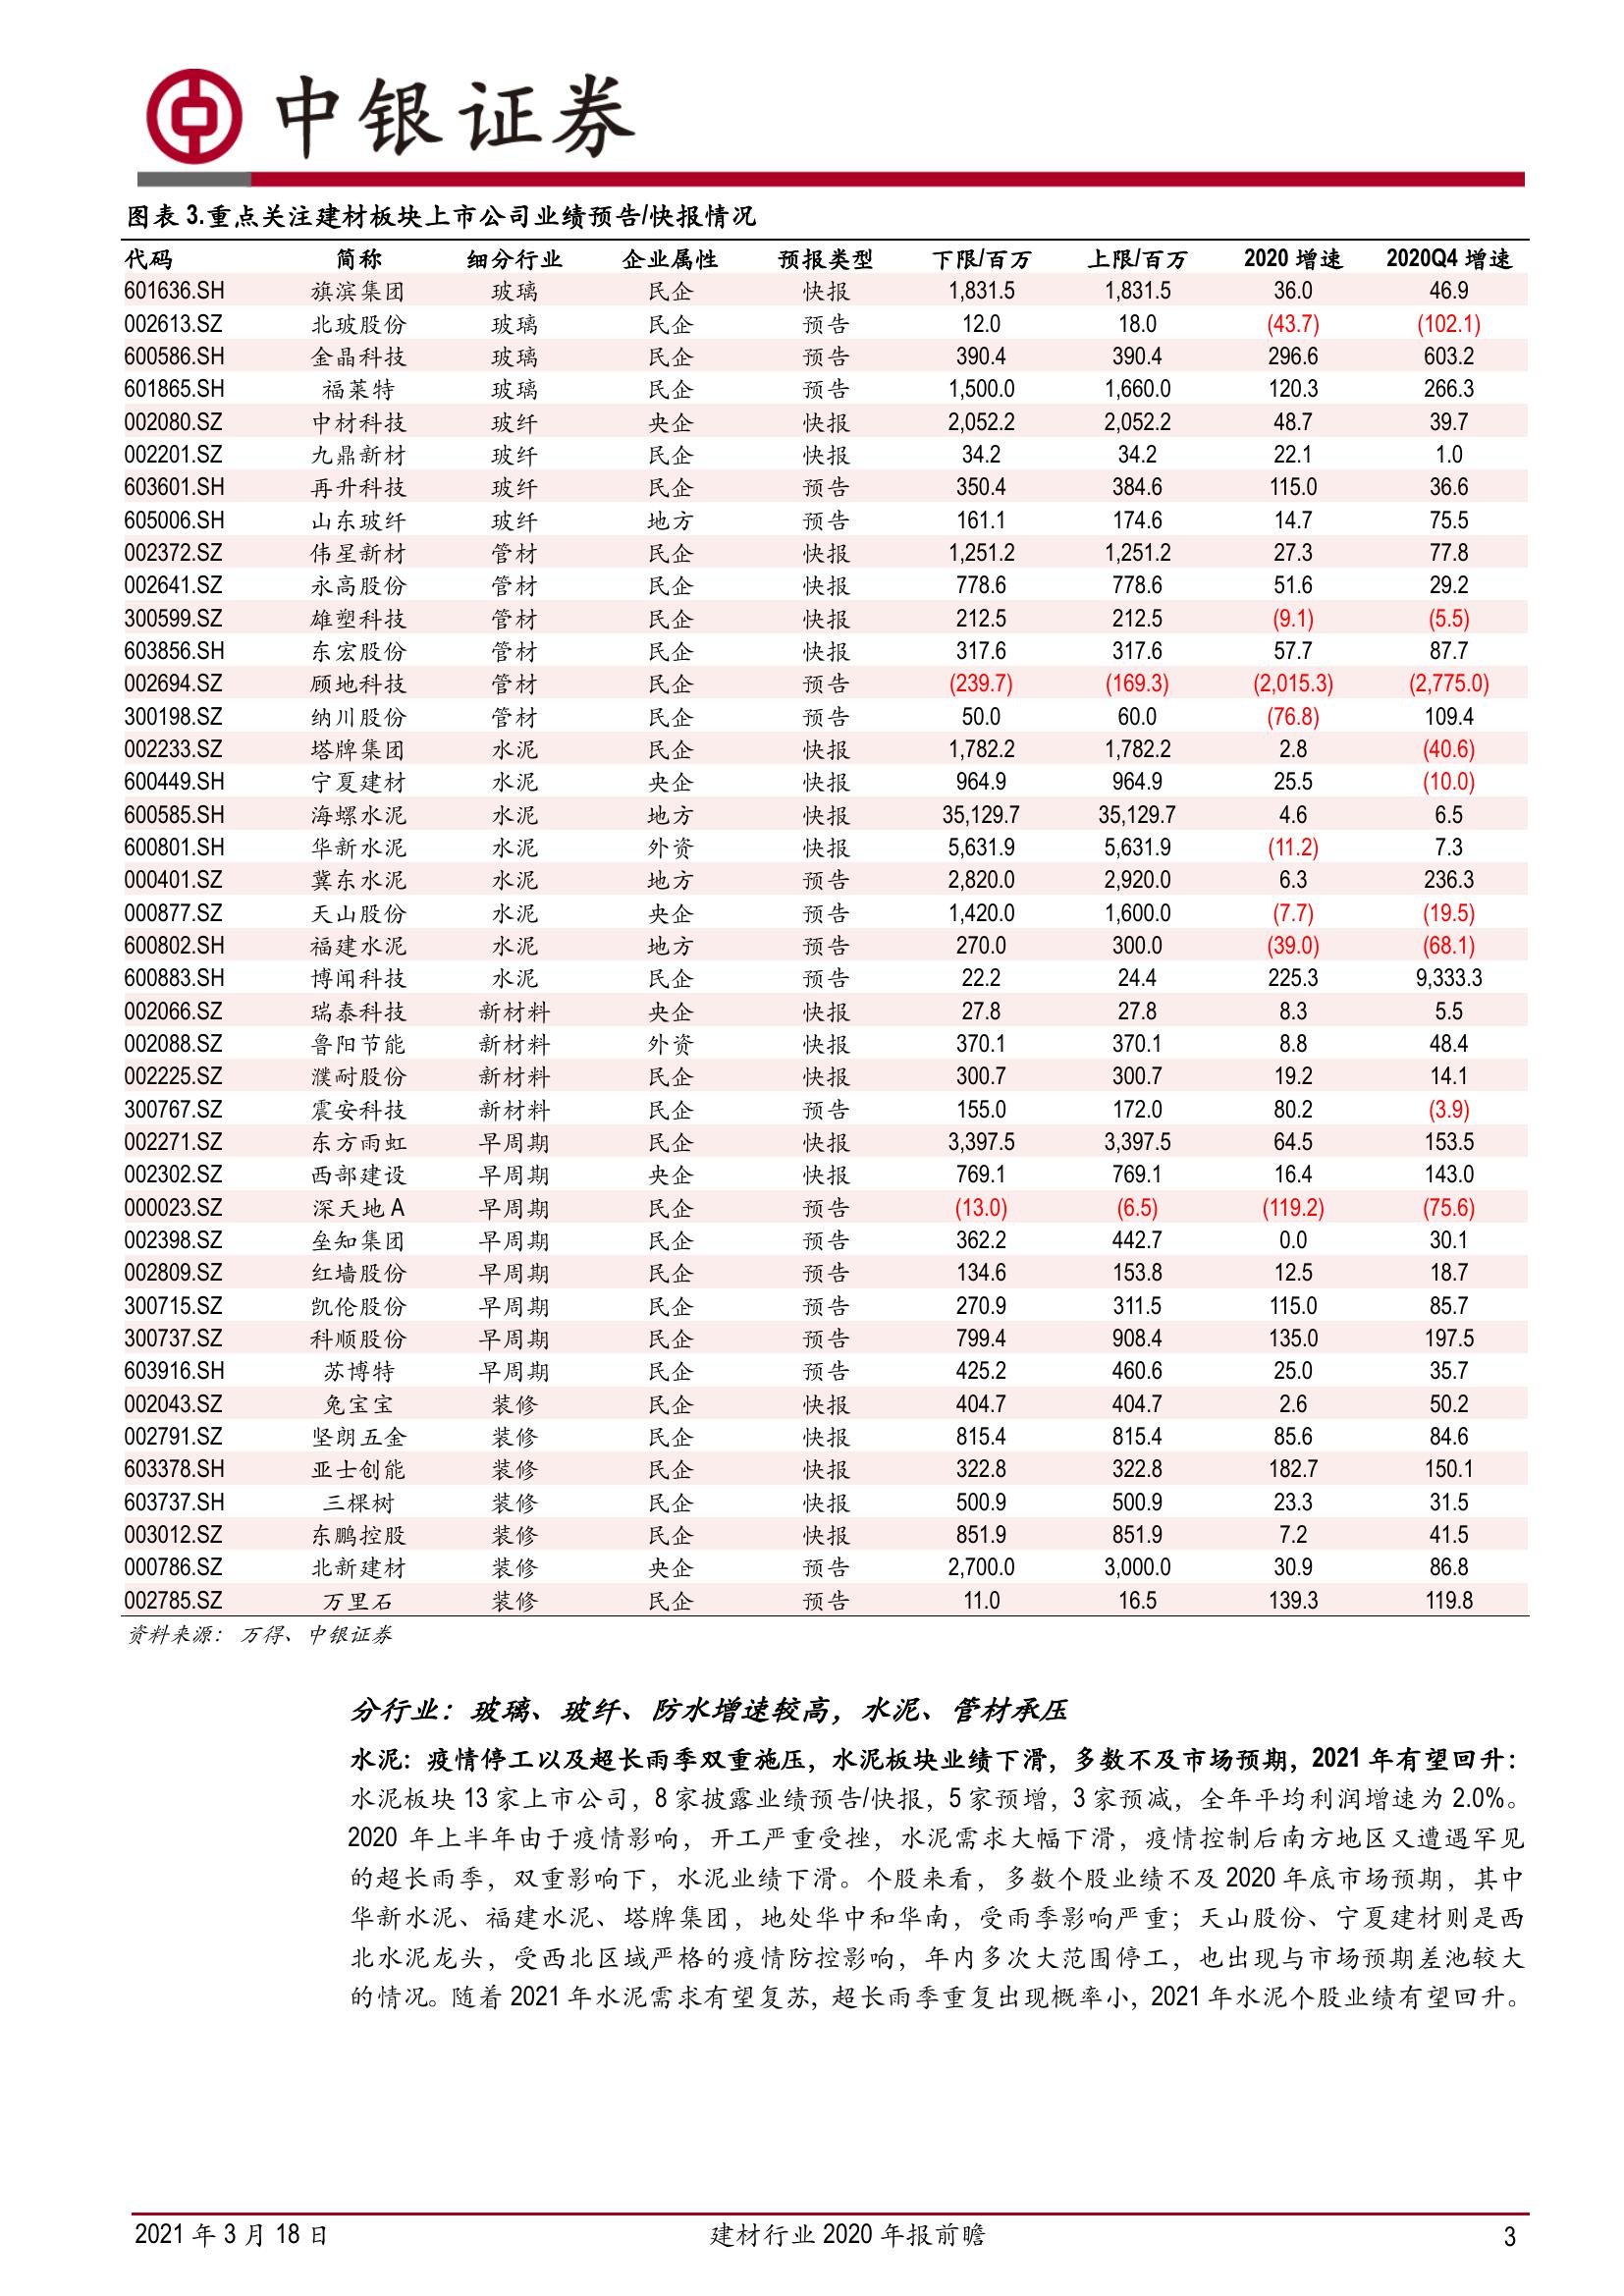 中银证券
图表 3.重点关注建材板块上市公司业绩预告/快报情况
代码 简称 细分行业 企业属性 预报类型 下限/百万 上限/百万 2020 增速 2020Q4 增速
601636.SH 旗滨集团 玻璃 民企 快报 1,831.5 1,831.5 36.0 46.9
002613.SZ 北玻股份 玻璃 民企 预告 12.0 18.0 (43.7) (102.1)
600586.SH 金晶科技 玻璃 民企 预告 390.4 390.4 296.6 603.2
601865.SH 福莱特 玻璃 民企 预告 1,500.0 1,660.0 120.3 266.3
002080.SZ 中材科技 玻纤 央企 快报 2,052.2 2,052.2 48.7 39.7
002201.SZ 九鼎新材 玻纤 民企 快报 34.2 34.2 22.1 1.0
603601.SH 再升科技 玻纤 民企 预告 350.4 384.6 115.0 36.6
605006.SH 山东玻纤 玻纤 地方 预告 161.1 174.6 14.7 75.5
002372.SZ 伟星新材 管材 民企 快报 1,251.2 1,251.2 27.3 77.8
002641.SZ 永高股份 管材 民企 快报 778.6 778.6 51.6 29.2
300599.SZ 雄塑科技 管材 民企 快报 212.5 212.5 (9.1) (5.5)
603856.SH 东宏股份 管材 民企 快报 317.6 317.6 57.7 87.7
002694.SZ 顾地科技 管材 民企 预告 (239.7) (169.3) (2,015.3) (2,775.0)
300198.SZ 纳川股份 管材 民企 预告 50.0 60.0 (76.8) 109.4
002233.SZ 塔牌集团 水泥 民企 快报 1,782.2 1,782.2 2.8 (40.6)
600449.SH 宁夏建材 水泥 央企 快报 964.9 964.9 25.5 (10.0)
600585.SH 海螺水泥 水泥 地方 快报 35,129.7 35,129.7 4.6 6.5
600801.SH 华新水泥 水泥 外资 快报 5,631.9 5,631.9 (11.2) 7.3
000401.SZ 冀东水泥 水泥 地方 预告 2,820.0 2,920.0 6.3 236.3
000877.SZ 天山股份 水泥 央企 预告 1,420.0 1,600.0 (7.7) (19.5)
600802.SH 福建水泥 水泥 地方 预告 270.0 300.0 (39.0) (68.1)
600883.SH 博闻科技 水泥 民企 预告 22.2 24.4 225.3 9,333.3
002066.SZ 瑞泰科技 新材料 央企 快报 27.8 27.8 8.3 5.5
002088.SZ 鲁阳节能 新材料 外资 快报 370.1 370.1 8.8 48.4
002225.SZ 濮耐股份 新材料 民企 快报 300.7 300.7 19.2 14.1
300767.SZ 震安科技 新材料 民企 预告 155.0 172.0 80.2 (3.9)
002271.SZ 东方雨虹 早周期 民企 快报 3,397.5 3,397.5 64.5 153.5
002302.SZ 西部建设 早周期 央企 快报 769.1 769.1 16.4 143.0
000023.SZ 深天地 A 早周期 民企 预告 (13.0) (6.5) (119.2) (75.6)
002398.SZ 垒知集团 早周期 民企 预告 362.2 442.7 0.0 30.1
002809.SZ 红墙股份 早周期 民企 预告 134.6 153.8 12.5 18.7
300715.SZ 凯伦股份 早周期 民企 预告 270.9 311.5 115.0 85.7
300737.SZ 科顺股份 早周期 民企 预告 799.4 908.4 135.0 197.5
603916.SH 苏博特 早周期 民企 预告 425.2 460.6 25.0 35.7
002043.SZ 兔宝宝 装修 民企 快报 404.7 404.7 2.6 50.2
002791.SZ 坚朗五金 装修 民企 快报 815.4 815.4 85.6 84.6
603378.SH 亚士创能 装修 民企 快报 322.8 322.8 182.7 150.1
603737.SH 三棵树 装修 民企 快报 500.9 500.9 23.3 31.5
003012.SZ 东鹏控股 装修 民企 快报 851.9 851.9 7.2 41.5
000786.SZ 北新建材 装修 央企 预告 2,700.0 3,000.0 30.9 86.8
002785.SZ 万里石 装修 民企 预告 11.0 16.5 139.3 119.8
资料来源：万得、中银证券
分行业：玻璃、玻纤、防水增速较高，水泥、管材承压
水泥：疫情停工以及超长雨季双重施压，水泥板块业绩下滑，多数不及市场预期，2021 年有望回升：
水泥板块 13 家上市公司，8 家披露业绩预告/快报，5 家预增，3 家预减，全年平均利润增速为 2.0%。
2020 年上半年由于疫情影响，开工严重受挫，水泥需求大幅下滑，疫情控制后南方地区又遭遇罕见
的超长雨季，双重影响下，水泥业绩下滑。个股来看，多数个股业绩不及 2020 年底市场预期，其中
华新水泥、福建水泥、塔牌集团，地处华中和华南，受雨季影响严重；天山股份、宁夏建材则是西
北水泥龙头，受西北区域严格的疫情防控影响，年内多次大范围停工，也出现与市场预期差池较大
的情况。随着 2021 年水泥需求有望复苏，超长雨季重复出现概率小，2021 年水泥个股业绩有望回升。
2021 年 3 月 18 日 建材行业 2020 年报前瞻 3